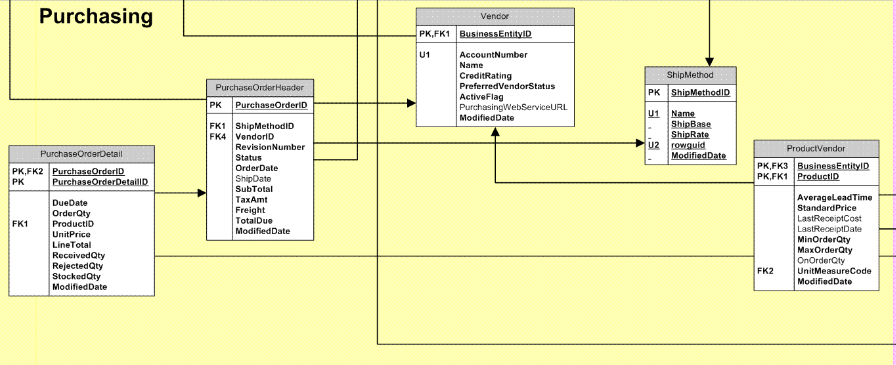 Purchasing
Vendor
PK,FK1 BusinessEntityID
U1 AccountNumber
Name
CreditRating
PreferredVendorStatus
ActiveFlag
PurchasingWebServiceURL
ModifiedDate
PurchaseOrderHeader
PK PurchaseOrderID
FK1 ShipMethodID
FK4 VendorID
RevisionNumber
Status
OrderDate
ShipDate
SubTotal
TaxAmt
Freight
TotalDue
ModifiedDate
ShipMethod
PK ShipMethodID
U1 Name
_ ShipBase
_ ShipRate
U2 rowguid
_ ModifiedDate
PurchaseOrderDetail
PK,FK2 PurchaseOrderID
PK PurchaseOrderDetailID
DueDate
OrderQty
FK1 ProductID
UnitPrice
LineTotal
ReceivedQty
RejectedQty
StockedQty
ModifiedDate
ProductVendor
PK,FK3 BusinessEntityID
PK,FK1 ProductID
AverageLeadTime
StandardPrice
LastReceiptCost
LastReceiptDate
MinOrderQty
MaxOrderQty
OnOrderQty
FK2 UnitMeasureCode
ModifiedDate